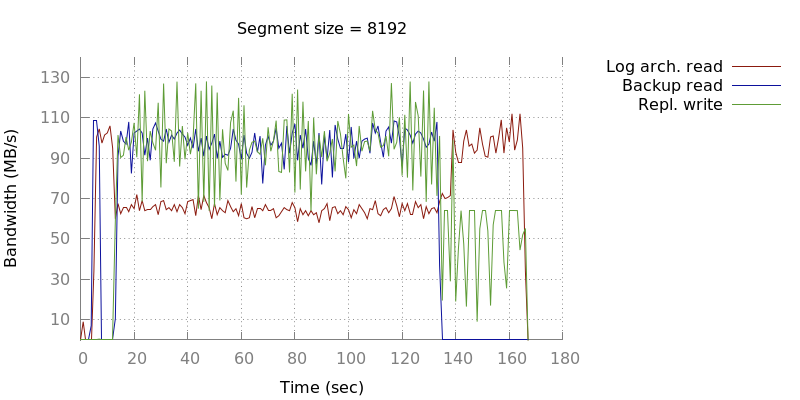 Segment size = 8192
Log arch. read
Backup read
Repl. write
Bandwidth (MB/s)
130
110
90
70
50
30
10
0 20 40 60 80 100 120 140 160 180
Time (sec)